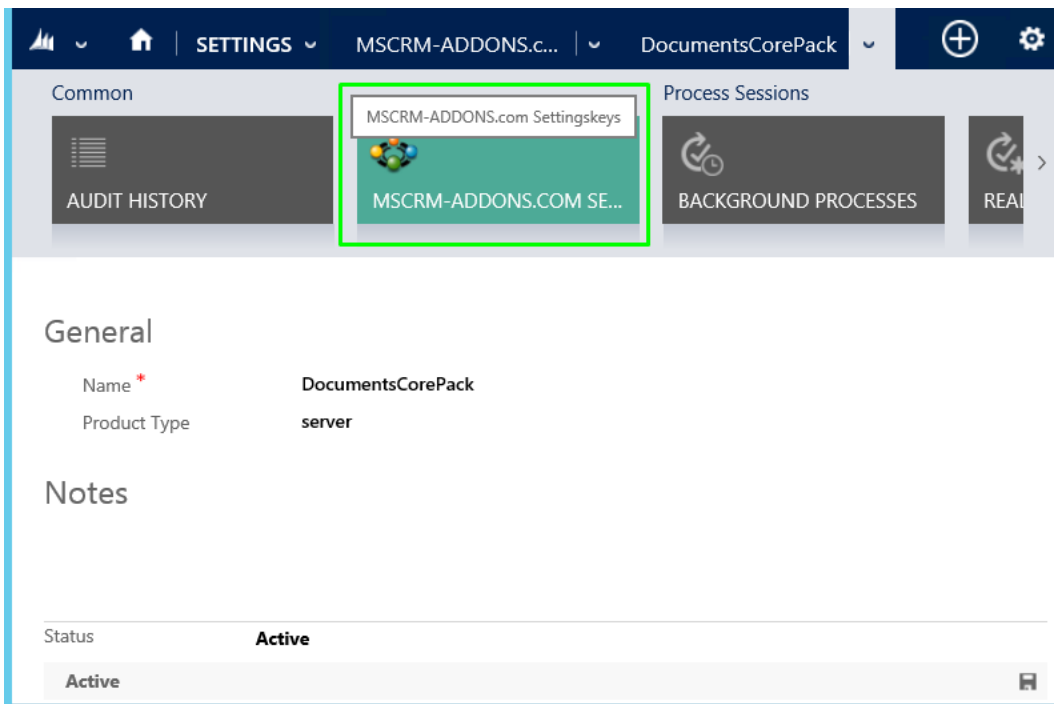 SETTINGS MSCRM-ADDONS.c... DocumentsCorePack
Common Process Sessions
MSCRM-ADDONS.com Settingskeys
AUDIT HISTORY MSCRM-ADDONS.COM SE... BACKGROUND PROCESSES REAL
General
Name * DocumentsCorePack
Product Type server
Notes
Status Active
Active